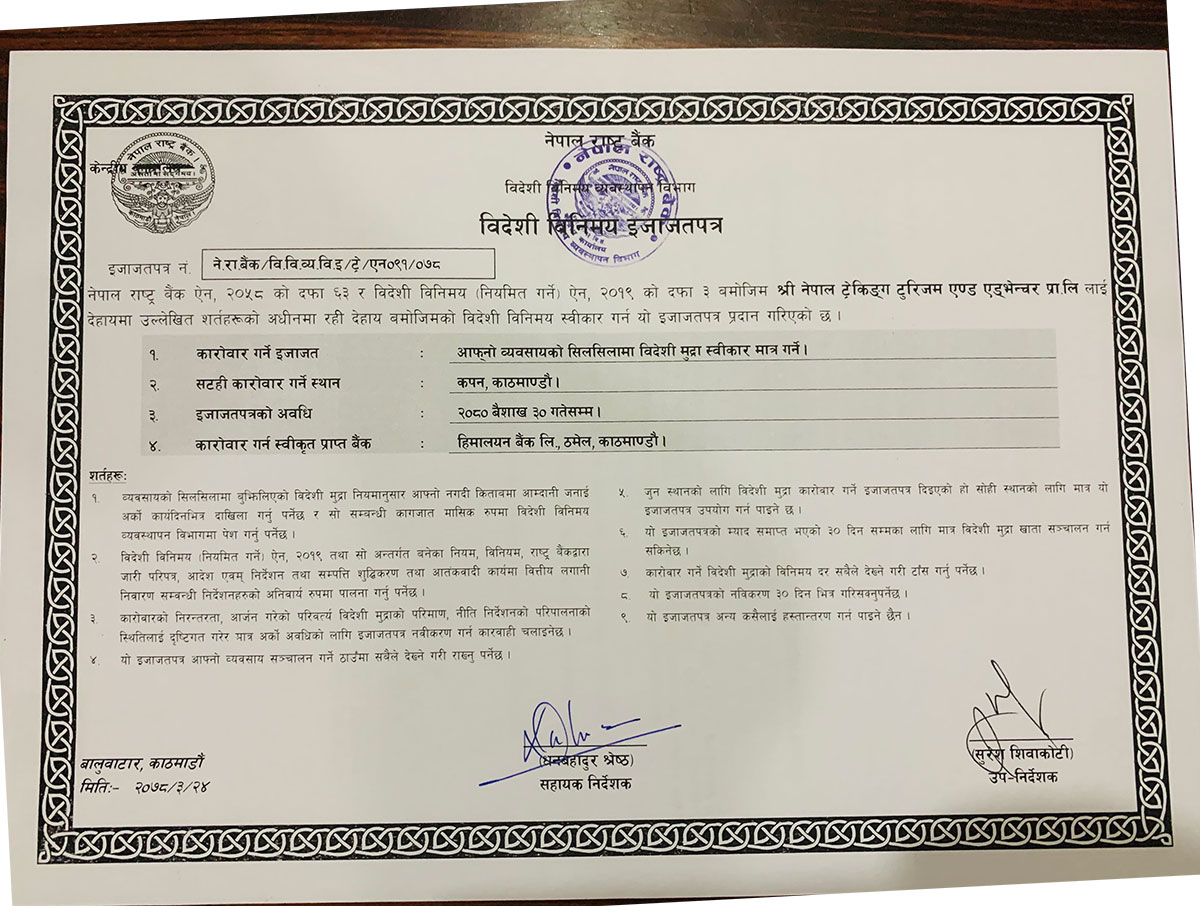 नेपाल राष्ट्र बैंक
केन्द्रीय
विदेशी विनिमय व्यवस्थापन विभाग
विदेशी विनिमय इजाजतपत्र
इजाजतपत्र नं. ने.रा.बैंक/वि.वि.व्य.वि.इ/ट्रे/एन०९१/०७८
नेपाल राष्ट्र बैंक ऐन, २०५८ को दफा ६३ र विदेशी विनिमय (नियमित गर्ने) ऐन, २०१९ को दफा ३ बमोजिम श्री नेपाल ट्रेकिङ्ग टुरिजम एण्ड एड्भेन्चर प्रा.लि लाई
देहायमा उल्लेखित शर्तहरूको अधीनमा रही देहाय बमोजिमको विदेशी विनिमय स्वीकार गर्न यो इजाजतपत्र प्रदान गरिएको छ ।
१. कारोवार गर्ने इजाजत : आफ्नो व्यवसायको सिलसिलामा विदेशी मुद्रा स्वीकार मात्र गर्ने।
२. सटही कारोवार गर्ने स्थान : कपन, काठमाण्डौ।
३. इजाजतपत्रको अवधि : २०८० बैशाख ३० गतेसम्म।
४. कारोवार गर्न स्वीकृत प्राप्त बैंक : हिमालयन बैंक लि., ठमेल, काठमाण्डौ।
शर्तहरू:
१. व्यवसायको सिलसिलामा बुझिलिएको विदेशी मुद्रा नियमानुसार आफ्नो नगदी कितावमा आम्दानी जनाई
अर्को कार्यदिनभित्र दाखिला गर्नु पर्नेछ र सो सम्बन्धी कागजात मासिक रुपमा विदेशी विनिमय
व्यवस्थापन विभागमा पेश गर्नु पर्नेछ।
२. विदेशी विनिमय (नियमित गर्ने) ऐन, २०१९ तथा सो अन्तर्गत बनेका नियम, विनियम, राष्ट्र बैकद्वारा
जारी परिपत्र, आदेश एवम् निर्देशन तथा सम्पत्ति शुद्धिकरण तथा आतंकवादी कार्यमा वित्तीय लगानी
निवारण सम्बन्धी निर्देशनहरुको अनिवार्य रुपमा पालना गर्नु पर्नेछ ।
३. कारोबारको निरन्तरता, आर्जन गरेको परिवर्त्य विदेशी मुद्राको परिमाण, नीति निर्देशनको परिपालनाको
स्थितिलाई दृष्टिगत गरेर मात्र अर्को अवधिको लागि इजाजतपत्र नवीकरण गर्न कारवाही चलाइनेछ ।
४. यो इजाजतपत्र आफ्नो व्यवसाय सञ्चालन गर्ने ठाउँमा सबैले देख्ने गरी राख्नु पर्नेछ ।
५. जुन स्थानको लागि विदेशी मुद्रा कारोवार गर्ने इजाजतपत्र दिइएको हो सोही स्थानको लागि मात्र यो
इजाजतपत्र उपयोग गर्न पाइने छ ।
६. यो इजाजतपत्रको म्याद समाप्त भएको ३० दिन सम्मका लागि मात्र विदेशी मुद्रा खाता सञ्चालन गर्न
सकिनेछ ।
७. कारोवार गर्ने विदेशी मुद्राको विनिमय दर सबैले देख्ने गरी टाँस गर्नु पर्नेछ ।
८. यो इजाजतपत्रको नविकरण ३० दिन भित्र गरिसक्नुपर्नेछ ।
९. यो इजाजतपत्र अन्य कसैलाई हस्तान्तरण गर्न पाइने छैन ।
बालुवाटार, काठमाडौं
मिति:- २०७८/३/२४
(धनबहादुर श्रेष्ठ)
सहायक निर्देशक
(सुरेश शिवाकोटी)
उप-निर्देशक